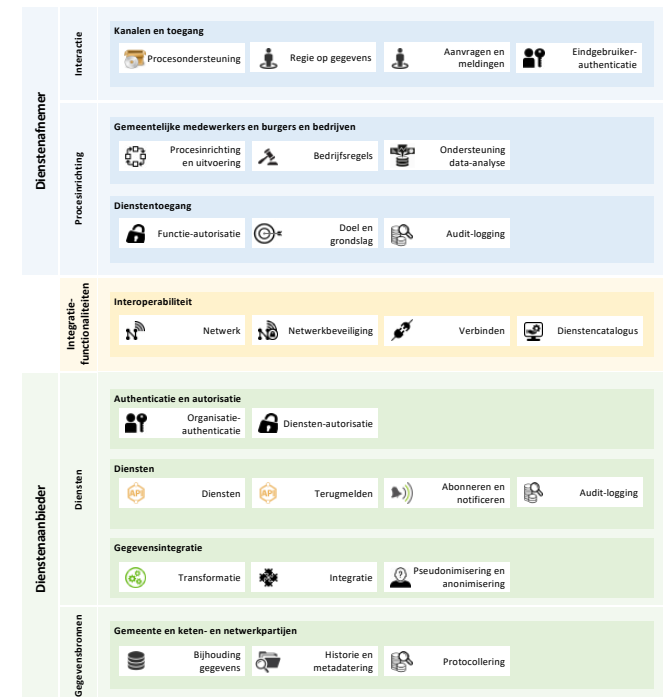 Dienstenafnemer
Interactie
Kanalen en toegang
Procesondersteuning
Regie op gegevens
Aanvragen en
meldingen
Eindgebruiker-
authenticatie
Procesinrichting
Gemeentelijke medewerkers en burgers en bedrijven
Procesinrichting
en uitvoering
Bedrijfsregels
Ondersteuning
data-analyse
Dienstentoegang
Functie-autorisatie
Doel en
grondslag
Audit-logging
Integratie-
functionaliteiten
Interoperabiliteit
N
Netwerk
N
Netwerkbeveiliging
Verbinden
Dienstencatalogus
Dienstenaanbieder
Diensten
Authenticatie en autorisatie
Organisatie-
authenticatie
Diensten-autorisatie
Diensten
API
Diensten
API
Terugmelden
Abonneren en
notificeren
Audit-logging
Gegevensintegratie
Transformatie
Integratie
Pseudonimisering en
anonimisering
Gegevensbronnen
Gemeente en keten- en netwerkpartijen
Bijhouding
gegevens
Historie en
metadatering
Protocollering